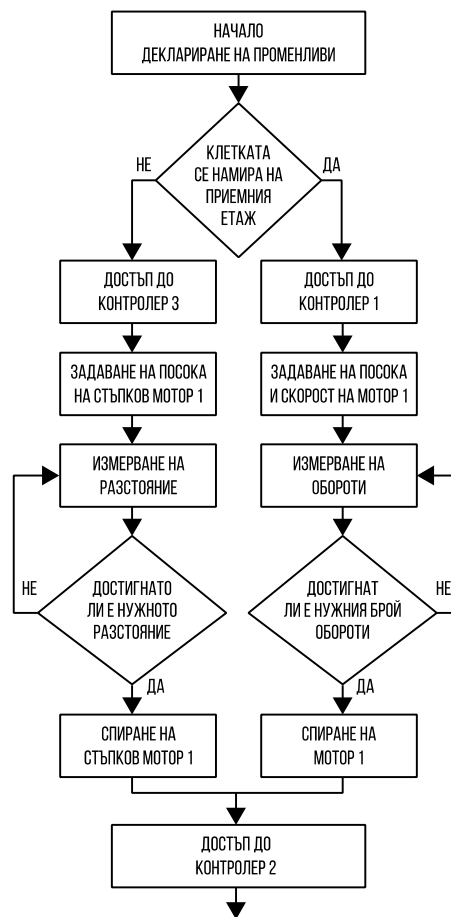 НАЧАЛО
ДЕКЛАРИРАНЕ НА ПРОМЕНЛИВИ
КЛЕТКАТА
СЕ НАМИРА НА
ПРИЕМНИЯ
ЕТАЖ
НЕ
ДА
ДОСТЪП ДО
КОНТРОЛЕР 3
ДОСТЪП ДО
КОНТРОЛЕР 1
ЗАДАВАНЕ НА ПОСОКА
НА СТЪПКОВ МОТОР 1
ЗАДАВАНЕ НА ПОСОКА
И СКОРОСТ НА МОТОР 1
ИЗМЕРВАНЕ НА
РАЗСТОЯНИЕ
ИЗМЕРВАНЕ НА
ОБОРОТИ
НЕ
ДОСТИГНАТО
ЛИ Е НУЖНОТО
РАЗСТОЯНИЕ
ДА
ДОСТИГНАТ
ЛИ Е НУЖНИЯ БРОЙ
ОБОРОТИ
НЕ
ДА
СПИРАНЕ НА
СТЪПКОВ МОТОР 1
СПИРАНЕ НА
МОТОР 1
ДОСТЪП ДО
КОНТРОЛЕР 2